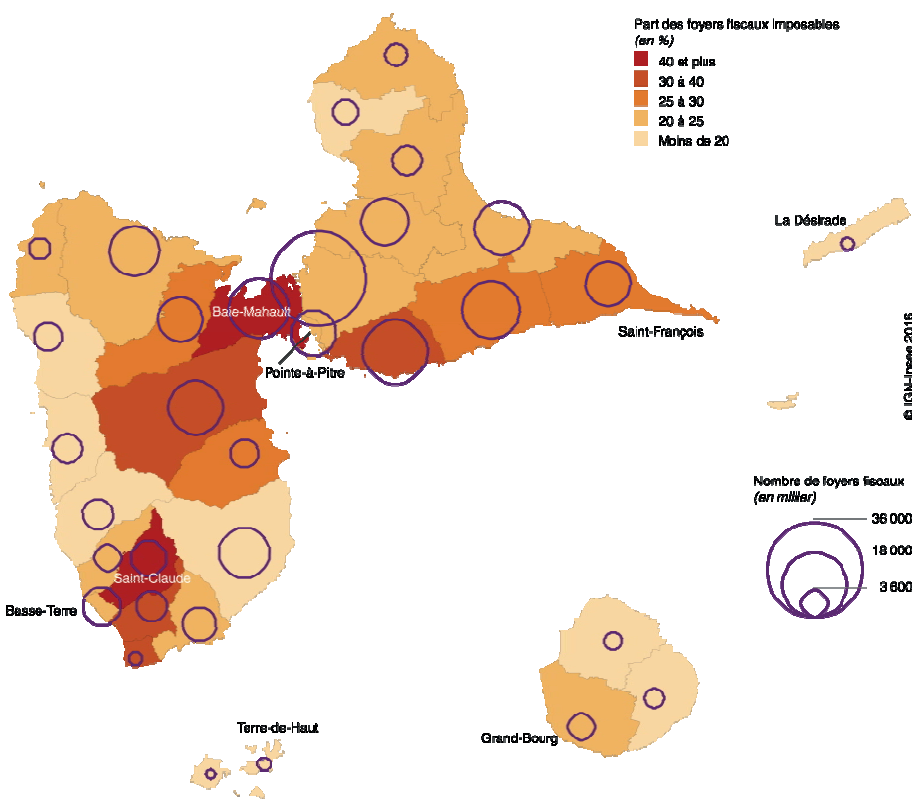 Part des foyers fiscaux imposables
(en %)
40 et plus
30 à 40
25 à 30
20 à 25
Moins de 20
La Désirade
Baie-Mahault
Saint-François
Pointe-à-Pitre
© IGN-Insee 2016
Nombre de foyers fiscaux
(en millier)
36 000
18 000
3 600
Saint-Claude
Basse-Terre
Terre-de-Haut
Grand-Bourg